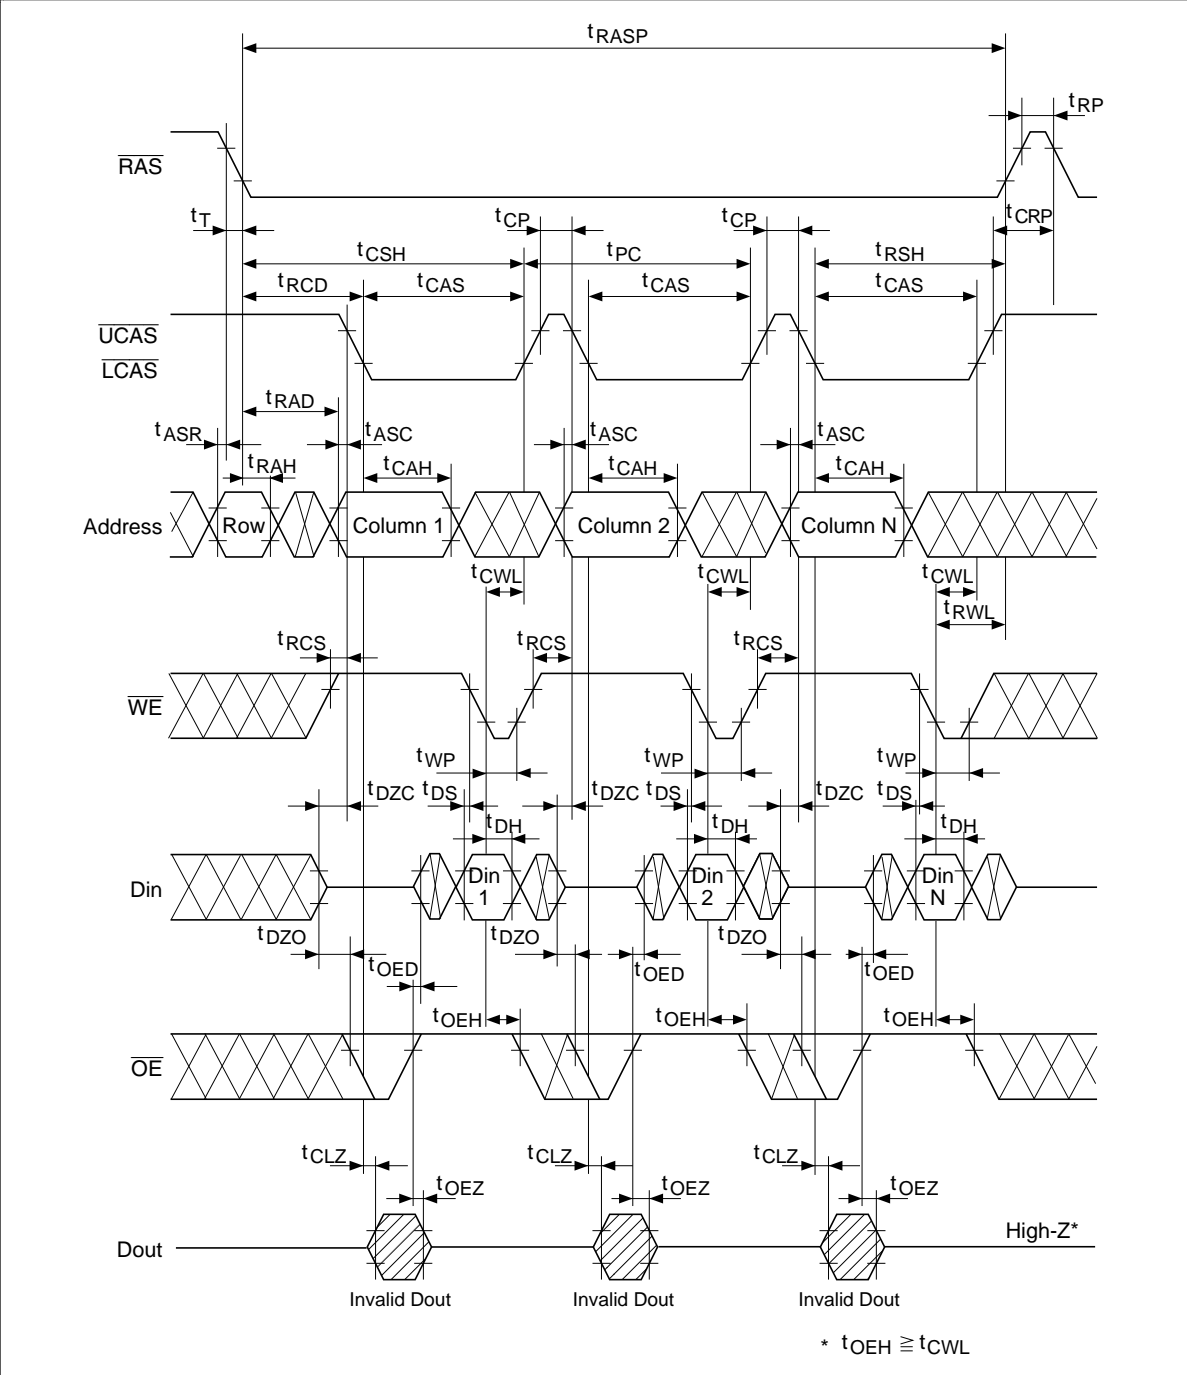 tRASP
tRP
RAS
tT tCP tCP tCRP
tCSH tPC tRSH
tRCD tCAS tCAS tCAS
UCAS
LCAS
tRAD
tASR tASC tASC tASC
tRAH tCAH tCAH tCAH
Address Row Column 1 Column 2 Column N
tCWL tCWL tCWL
tRWL
tRCS tRCS tRCS
WE
tWP tWP tWP
tDZC tDS tDZC tDS tDZC tDS
tDH tDH tDH
Din Din 1 Din 2 Din N
tDZO tDZO tDZO
tOED tOED tOED
tOEH tOEH tOEH
OE
tCLZ tCLZ tCLZ
tOEZ tOEZ tOEZ
Dout High-Z*
Invalid Dout Invalid Dout Invalid Dout
* tOEH ≧ tCWL